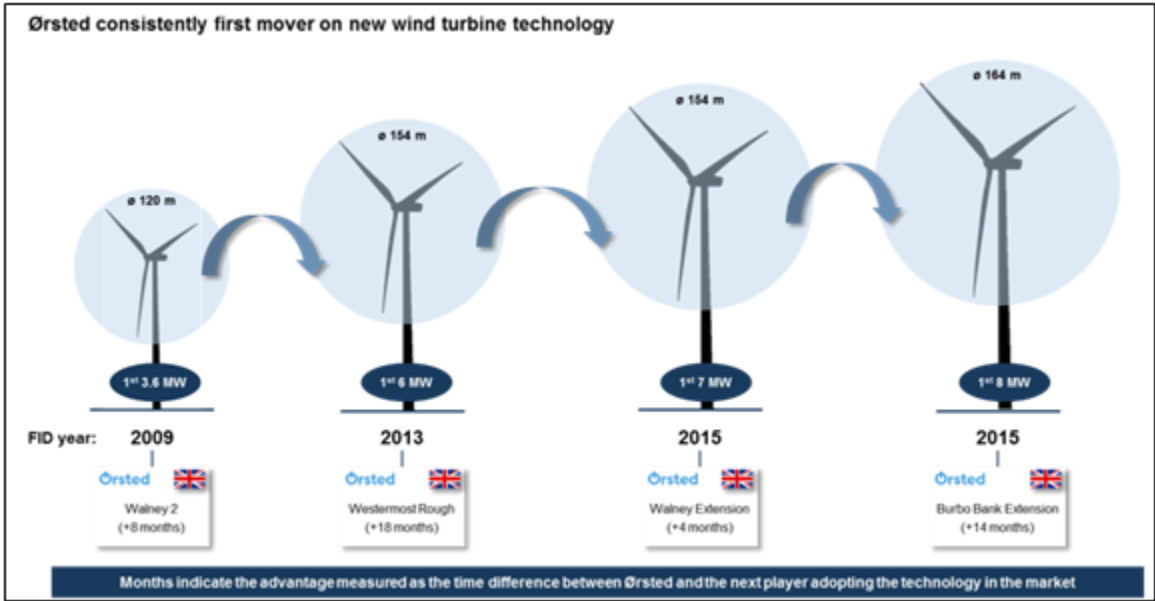 Ørsted consistently first mover on new wind turbine technology
ø 120 m
ø 154 m
ø 154 m
ø 164 m
1st 3.6 MW
1st 6 MW
1st 7 MW
1st 8 MW
FID year: 2009 2013 2015 2015
Ørsted
Walney 2
(+8 months)
Ørsted
Westermost Rough
(+18 months)
Ørsted
Walney Extension
(+4 months)
Ørsted
Burbo Bank Extension
(+14 months)
Months indicate the advantage measured as the time difference between Ørsted and the next player adopting the technology in the market